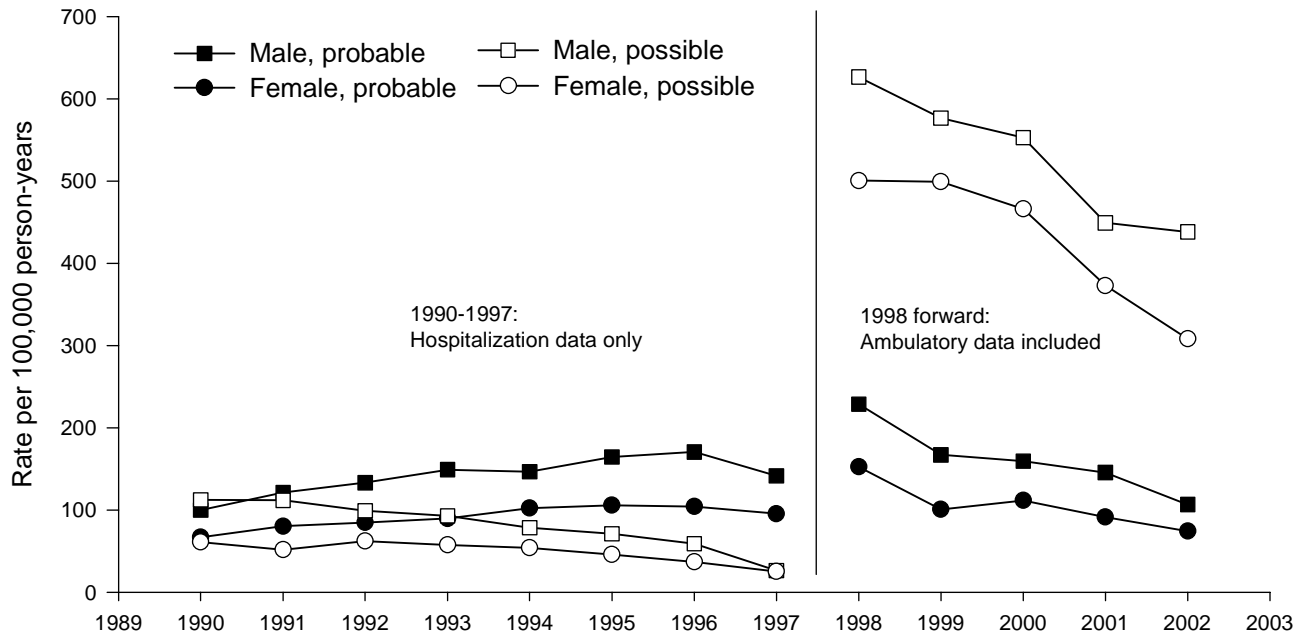 700
600
500
400
300
200
100
0
Rate per 100,000 person-years
Male, probable
Male, possible
Female, probable
Female, possible
1990-1997:
Hospitalization data only
1998 forward:
Ambulatory data included
1989 1990 1991 1992 1993 1994 1995 1996 1997 1998 1999 2000 2001 2002 2003